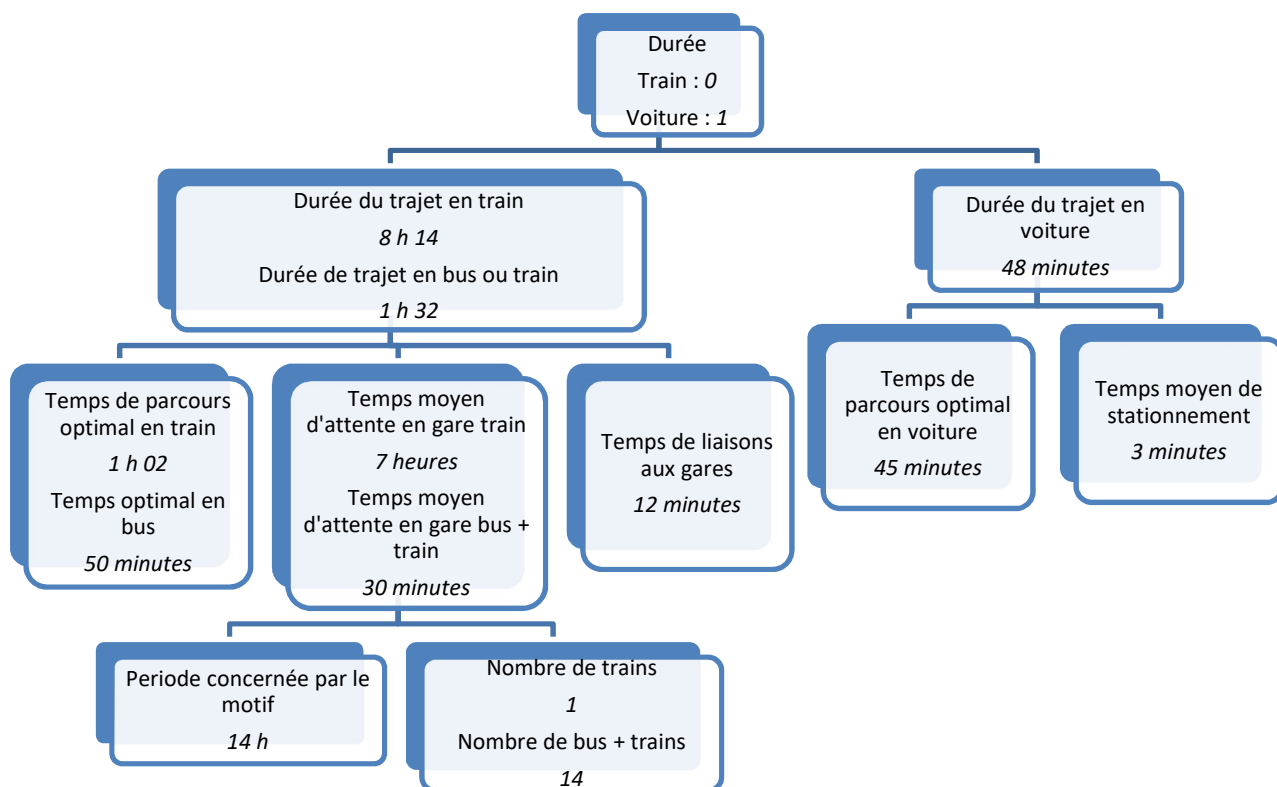 Durée
Train : 0
Voiture : 1
Durée du trajet en train
8 h 14
Durée de trajet en bus ou train
1 h 32
Durée du trajet en
voiture
48 minutes
Temps de parcours
optimal en train
1 h 02
Temps optimal en
bus
50 minutes
Temps moyen
d'attente en gare train
7 heures
Temps moyen
d'attente en gare bus +
train
30 minutes
Temps de liaisons
aux gares
12 minutes
Temps de
parcours optimal
en voiture
45 minutes
Temps moyen de
stationnement
3 minutes
Periode concernée par le
motif
14 h
Nombre de trains
1
Nombre de bus + trains
14